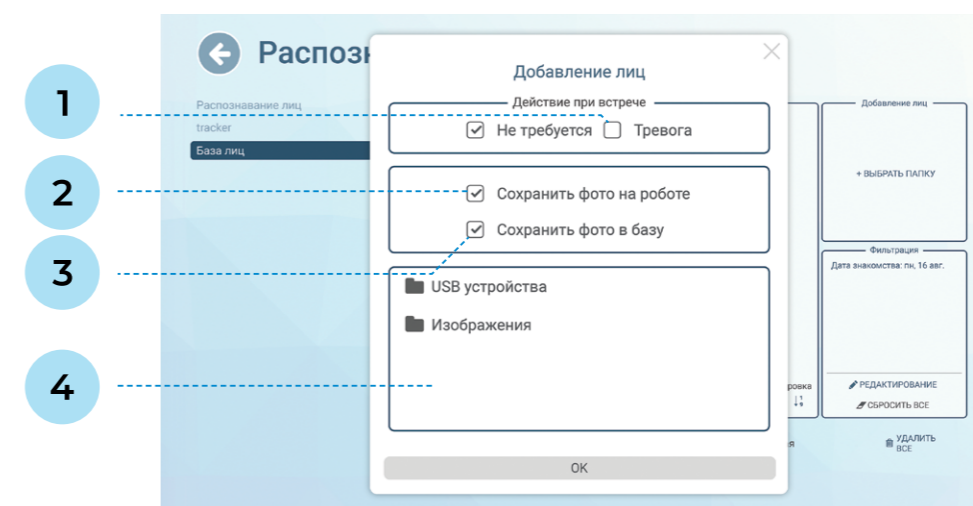 Распозн
Распознавание лиц
tracker
База лиц
1
2
3
4
Добавление лиц
Действие при встрече
Не требуется Тревога
Сохранить фото на роботе
Сохранить фото в базу
USB устройства
Изображения
OK
Добавление лиц
+ ВЫБРАТЬ ПАПКУ
Фильтрация
Дата знакомства: пн, 16 авг.
РЕДАКТИРОВАНИЕ
СБРОСИТЬ ВСЕ
ровка
я
УДАЛИТЬ
ВСЕ